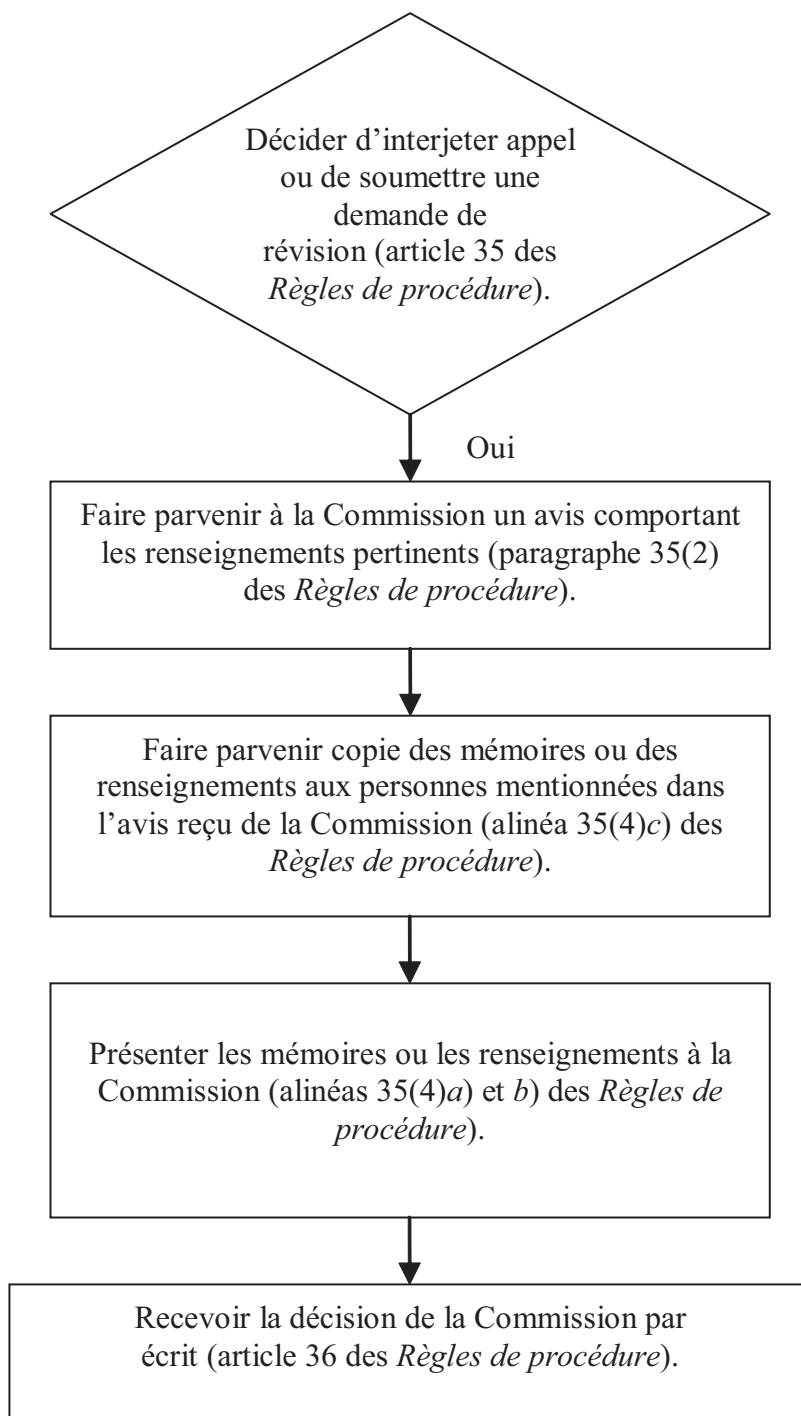 Décider d’interjeter appel
ou de soumettre une
demande de
révision (article 35 des
Règles de procédure).
Oui
Faire parvenir à la Commission un avis comportant
les renseignements pertinents (paragraphe 35(2)
des Règles de procédure).
Faire parvenir copie des mémoires ou des
renseignements aux personnes mentionnées dans
l’avis reçu de la Commission (alinéa 35(4)c) des
Règles de procédure).
Présenter les mémoires ou les renseignements à la
Commission (alinéas 35(4)a) et b) des Règles de
procédure).
Recevoir la décision de la Commission par
écrit (article 36 des Règles de procédure).